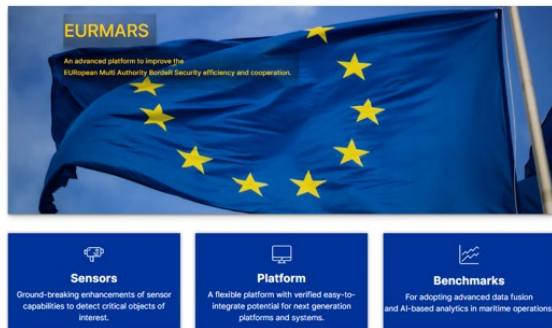 EURMARS
An advanced platform to improve the
EURopean Multi Authority BordeR Security efficiency and cooperation.
Sensors
Ground-breaking enhancements of sensor
capabilities to detect critical objects of
interest.
Platform
A flexible platform with verified easy-to-
integrate potential for next generation
platforms and systems.
Benchmarks
For adopting advanced data fusion
and AI-based analytics in maritime operations